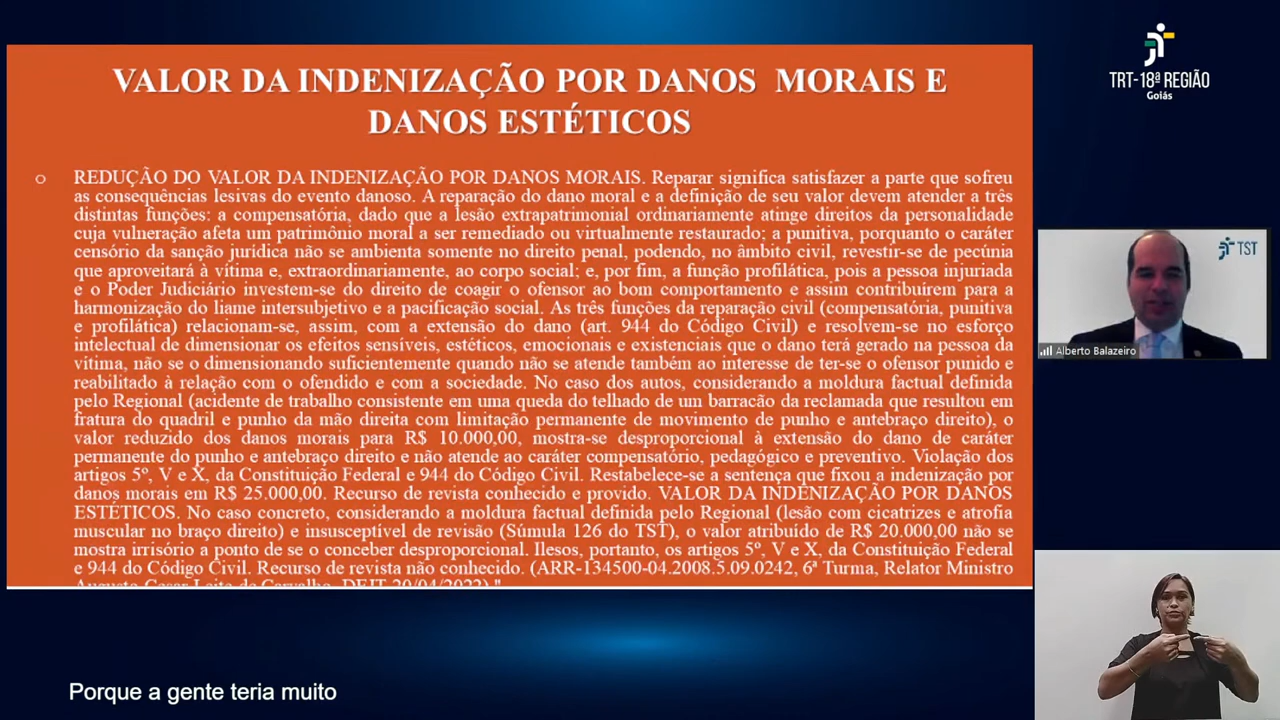 VALOR DA INDENIZAÇÃO POR DANOS MORAIS E
DANOS ESTÉTICOS
REDUÇÃO DO VALOR DA INDENIZAÇÃO POR DANOS MORAIS. Reparar significa satisfazer a parte que sofreu
as consequências lesivas do evento danoso. A reparação do dano moral e a definição de seu valor devem atender a três
distintas funções: a compensatória, dado que a lesão extrapatrimonial ordinariamente atinge direitos da personalidade
cuja vulneração afeta um patrimônio moral a ser remediado ou virtualmente restaurado; a punitiva, porquanto o caráter
censório da sanção jurídica não se ambienta somente no direito penal, podendo, no âmbito civil, revestir-se de pecúnia
que aproveitará à vítima e, extraordinariamente, ao corpo social; e, por fim, a função profilática, pois a pessoa injuriada
e o Poder Judiciário investem-se do direito de coagir o ofensor ao bom comportamento e assim contribuírem para a
harmonização do liame intersubjetivo e a pacificação social. As três funções da reparação civil (compensatória, punitiva
e profilática) relacionam-se, assim, com a extensão do dano (art. 944 do Código Civil) e resolvem-se no esforço
intelectual de dimensionar os efeitos sensíveis, estéticos, emocionais e existenciais que o dano terá gerado na pessoa da
vítima, não se o dimensionando suficientemente quando não se atende também ao interesse de ter-se o ofensor punido e
reabilitado à relação com o ofendido e com a sociedade. No caso dos autos, considerando a moldura factual definida
pelo Regional (acidente de trabalho consistente em uma queda do telhado de um barracão da reclamada que resultou em
fratura do quadril e punho da mão direita com limitação permanente de movimento de punho e antebraço direito), o
valor reduzido dos danos morais para R$ 10.000,00, mostra-se desproporcional à extensão do dano de caráter
permanente do punho e antebraço direito e não atende ao caráter compensatório, pedagógico e preventivo. Violação dos
artigos 5º, V e X, da Constituição Federal e 944 do Código Civil. Restabelece-se a sentença que fixou a indenização por
danos morais em R$ 25.000,00. Recurso de revista conhecido e provido. VALOR DA INDENIZAÇÃO POR DANOS
ESTÉTICOS. No caso concreto, considerando a moldura factual definida pelo Regional (lesão com cicatrizes e atrofia
muscular no braço direito) e insusceptível de revisão (Súmula 126 do TST), o valor atribuído de R$ 20.000,00 não se
mostra irrisório a ponto de se o conceber desproporcional. Ilesos, portanto, os artigos 5º, V e X, da Constituição Federal
e 944 do Código Civil. Recurso de revista não conhecido. (ARR-134500-04.2008.5.09.0242, 6ª Turma, Relator Ministro
Augusto Cesar Leite de Carvalho, DEJT 20/04/2022)."
TRT-18ª REGIÃO
Goiás
TST
Alberto Balazeiro
Porque a gente teria muito